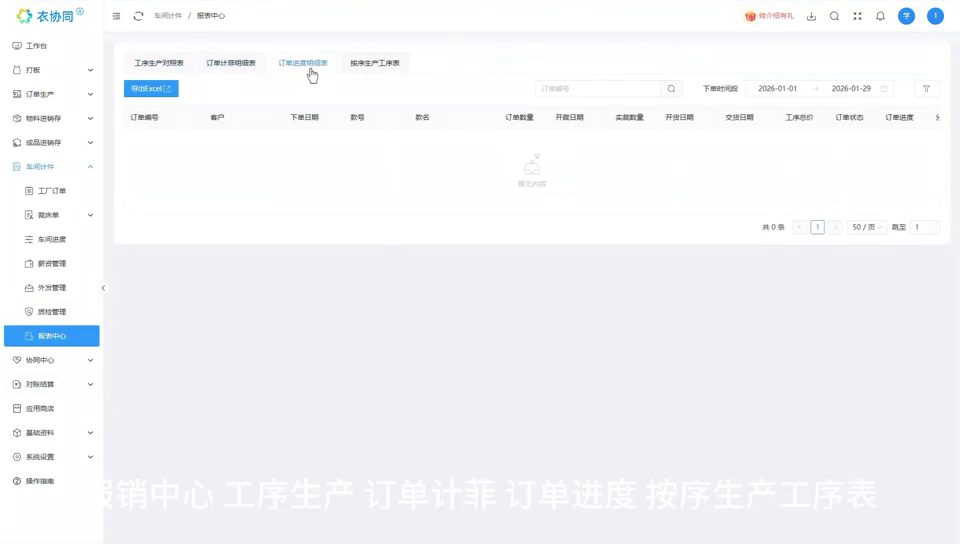 衣协同®
车间计件 / 报表中心
转介绍有礼
学
1
工作台
打板
订单生产
物料进销存
成品进销存
车间计件
工厂订单
裁床单
车间进度
薪资管理
外发管理
质检管理
报表中心
协同中心
对账结算
应用商店
基础资料
系统设置
操作指南
工序生产对照表
订单计菲明细表
订单进度明细表
按序生产工序表
导出Excel
订单编号
下单时间段
2026-01-01
2026-01-29
订单编号 客户 下单日期 款号 款名 订单数量 开裁日期 实裁数量 开货日期 交货日期 工序总价 订单状态 订单进度
暂无内容
共 0 条
1
50 / 页
跳至
1
报销中心 工序生产 订单计菲 订单进度 按序生产工序表